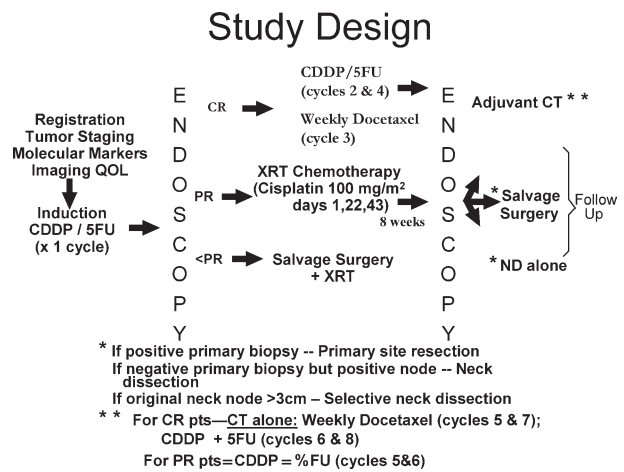 Study Design
Registration
Tumor Staging
Molecular Markers
Imaging QOL
Induction
CDDP / 5FU
(x 1 cycle)
ENDOSCOPY
CR
CDDP/5FU
(cycles 2 & 4)
Weekly Docetaxel
(cycle 3)
PR
XRT Chemotherapy
(Cisplatin 100 mg/m²
days 1,22,43)
8 weeks
<PR
Salvage Surgery
+ XRT
ENDOSCOPY
Adjuvant CT * *
* Salvage
Surgery
* ND alone
Follow
Up
* If positive primary biopsy -- Primary site resection
If negative primary biopsy but positive node -- Neck
dissection
If original neck node >3cm – Selective neck dissection
* * For CR pts—CT alone: Weekly Docetaxel (cycles 5 & 7);
CDDP + 5FU (cycles 6 & 8)
For PR pts=CDDP=%FU (cycles 5&6)